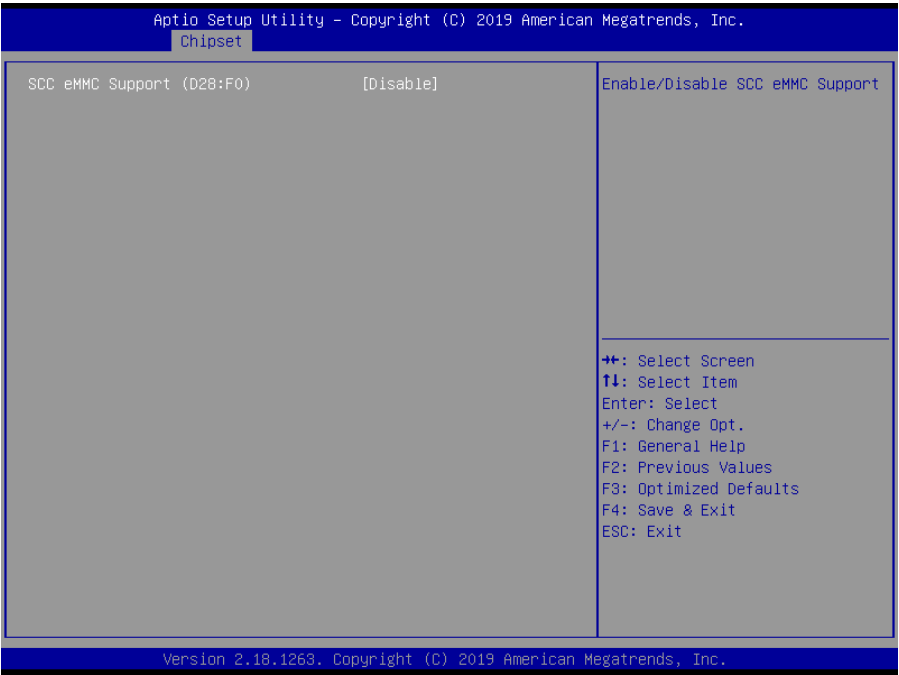 Aptio Setup Utility – Copyright (C) 2019 American Megatrends, Inc.
Chipset
SCC eMMC Support (D28:F0) [Disable]
Enable/Disable SCC eMMC Support
→←: Select Screen
↑↓: Select Item
Enter: Select
+/-: Change Opt.
F1: General Help
F2: Previous Values
F3: Optimized Defaults
F4: Save & Exit
ESC: Exit
Version 2.18.1263. Copyright (C) 2019 American Megatrends, Inc.